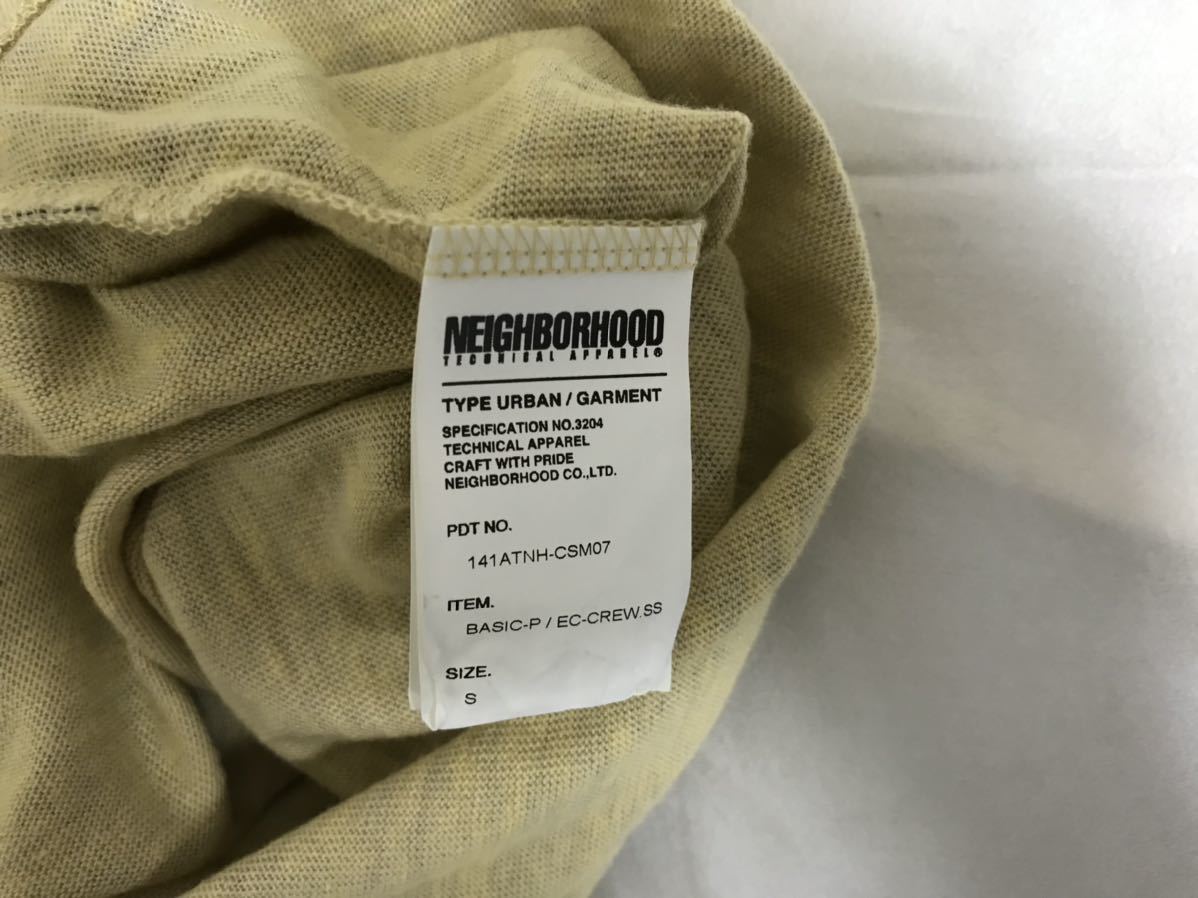 NEIGHBORHOOD
TECHNICAL APPAREL®
TYPE URBAN / GARMENT
SPECIFICATION NO.3204
TECHNICAL APPAREL
CRAFT WITH PRIDE
NEIGHBORHOOD CO.,LTD.
PDT NO.
141ATNH-CSM07
ITEM.
BASIC-P / EC-CREW.SS
SIZE.
S